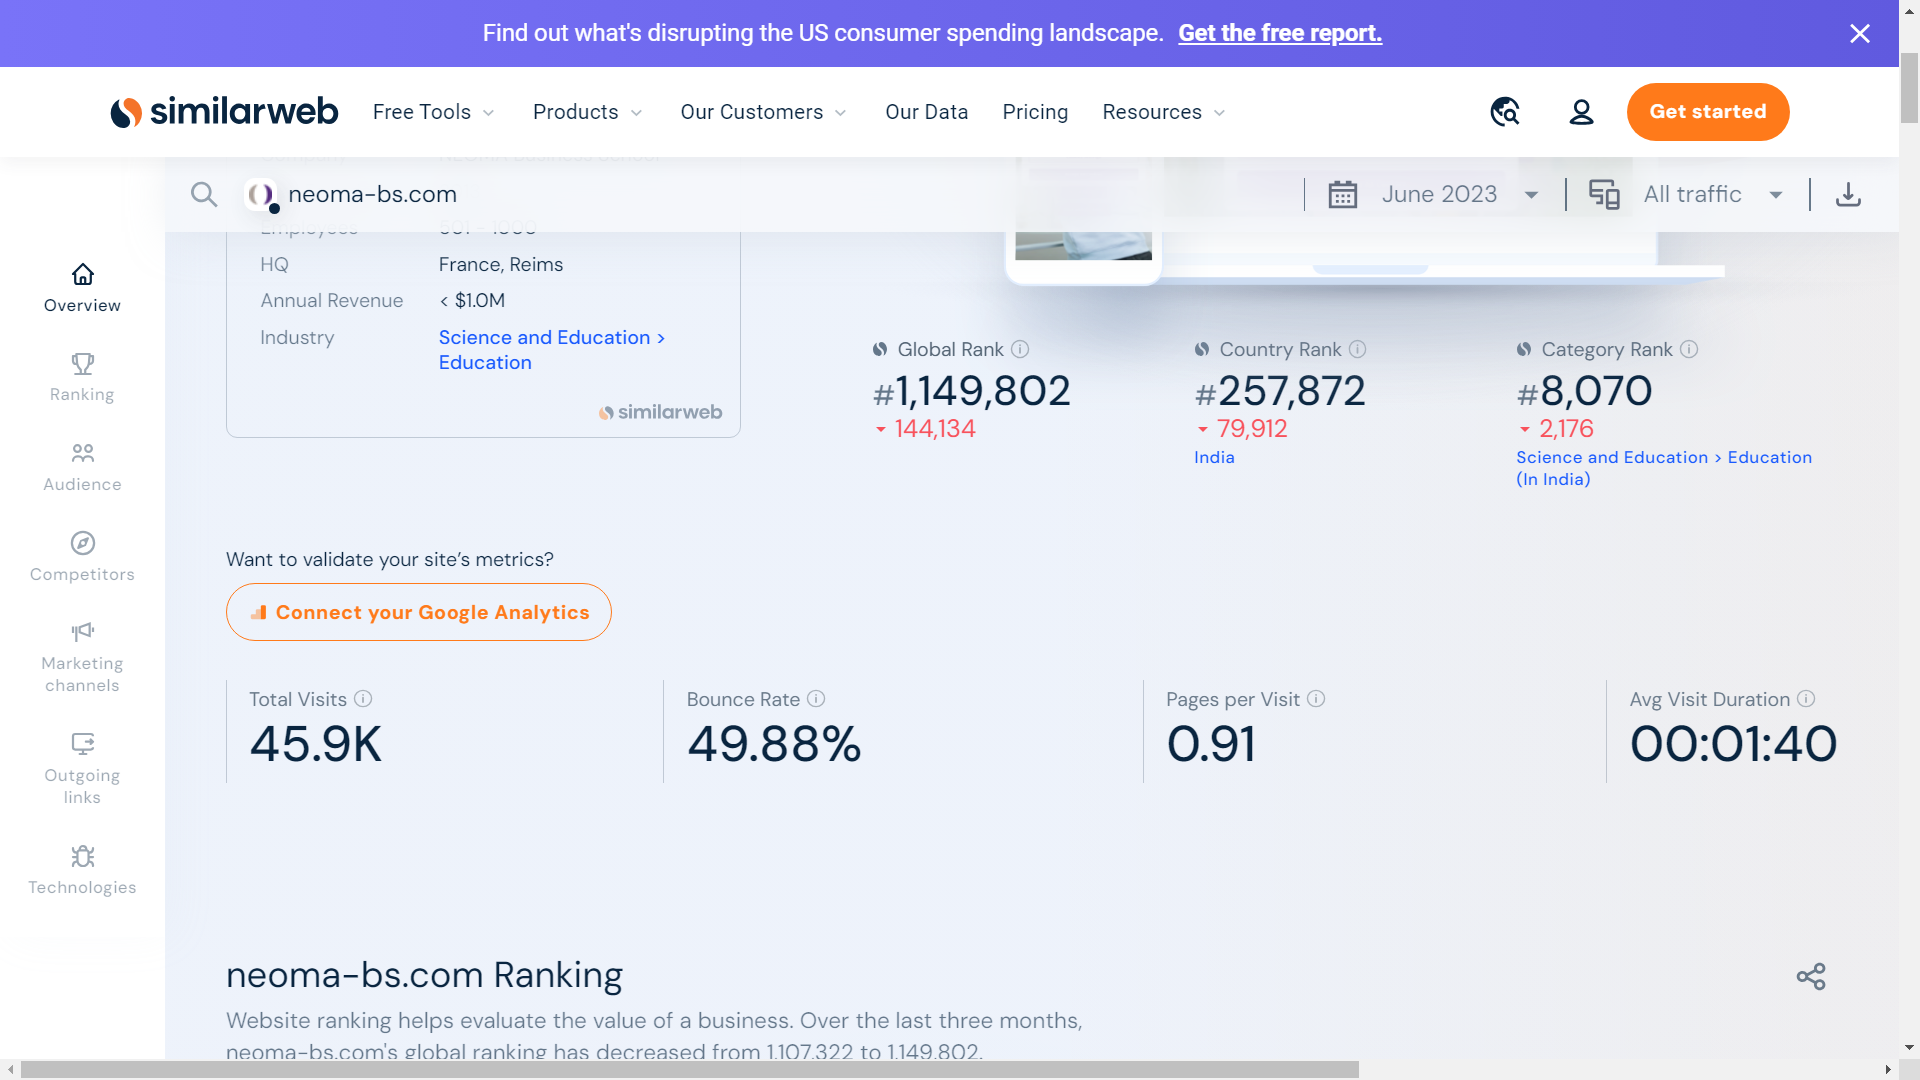 Find out what's disrupting the US consumer spending landscape. Get the free report.
similarweb Free Tools Products Our Customers Our Data Pricing Resources Get started
neoma-bs.com June 2023 All traffic
Employees 501 - 1000
HQ France, Reims
Annual Revenue < $1.0M
Industry Science and Education >
Education
similarweb
Overview
Ranking
Audience
Competitors
Marketing
channels
Outgoing
links
Technologies
Global Rank Country Rank Category Rank
#1,149,802 #257,872 #8,070
144,134 79,912 2,176
India Science and Education > Education
(In India)
Want to validate your site’s metrics?
Connect your Google Analytics
Total Visits Bounce Rate Pages per Visit Avg Visit Duration
45.9K 49.88% 0.91 00:01:40
neoma-bs.com Ranking
Website ranking helps evaluate the value of a business. Over the last three months,
neoma-bs.com's global ranking has decreased from 1,107,322 to 1,149,802.